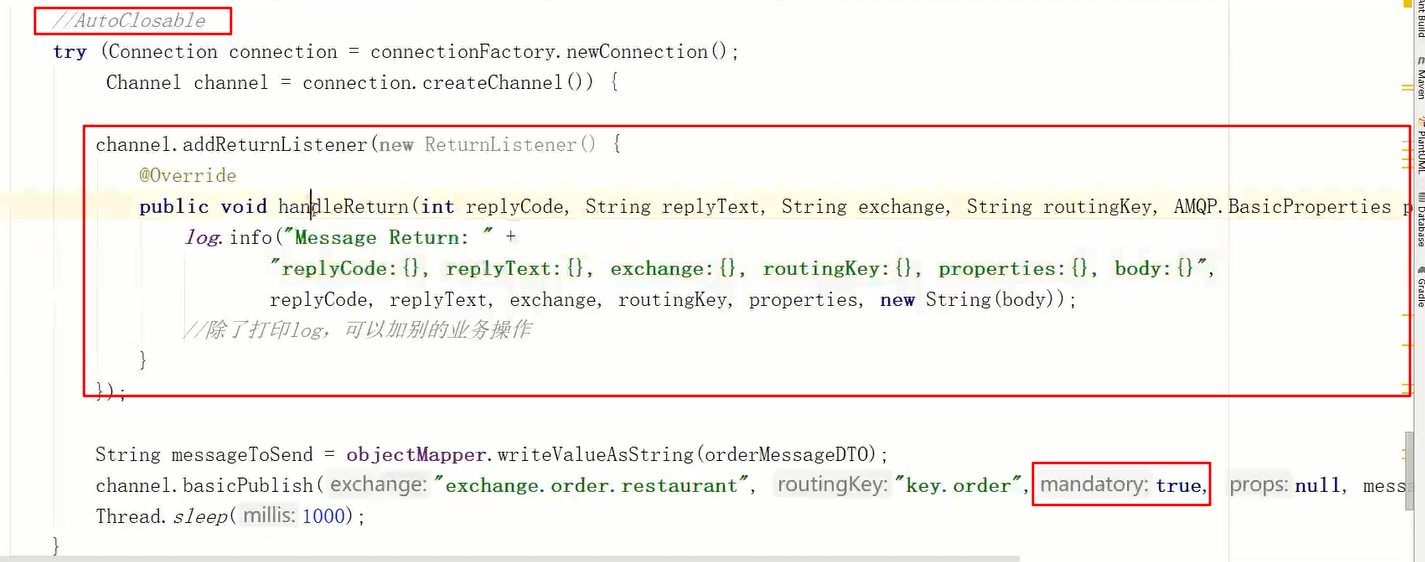 //AutoClosable
try (Connection connection = connectionFactory.newConnection();
Channel channel = connection.createChannel()) {
channel.addReturnListener(new ReturnListener() {
@Override
public void handleReturn(int replyCode, String replyText, String exchange, String routingKey, AMQP.BasicProperties p
log.info("Message Return: " +
"replyCode:{}, replyText:{}, exchange:{}, routingKey:{}, properties:{}, body:{}",
replyCode, replyText, exchange, routingKey, properties, new String(body));
//除了打印log，可以加别的业务操作
}
});
String messageToSend = objectMapper.writeValueAsString(orderMessageDTO);
channel.basicPublish( exchange: "exchange.order.restaurant", routingKey: "key.order", mandatory: true, props: null, mess
Thread.sleep( millis: 1000);
}
Ant Build
Maven
PlantUML
Database
Gradle